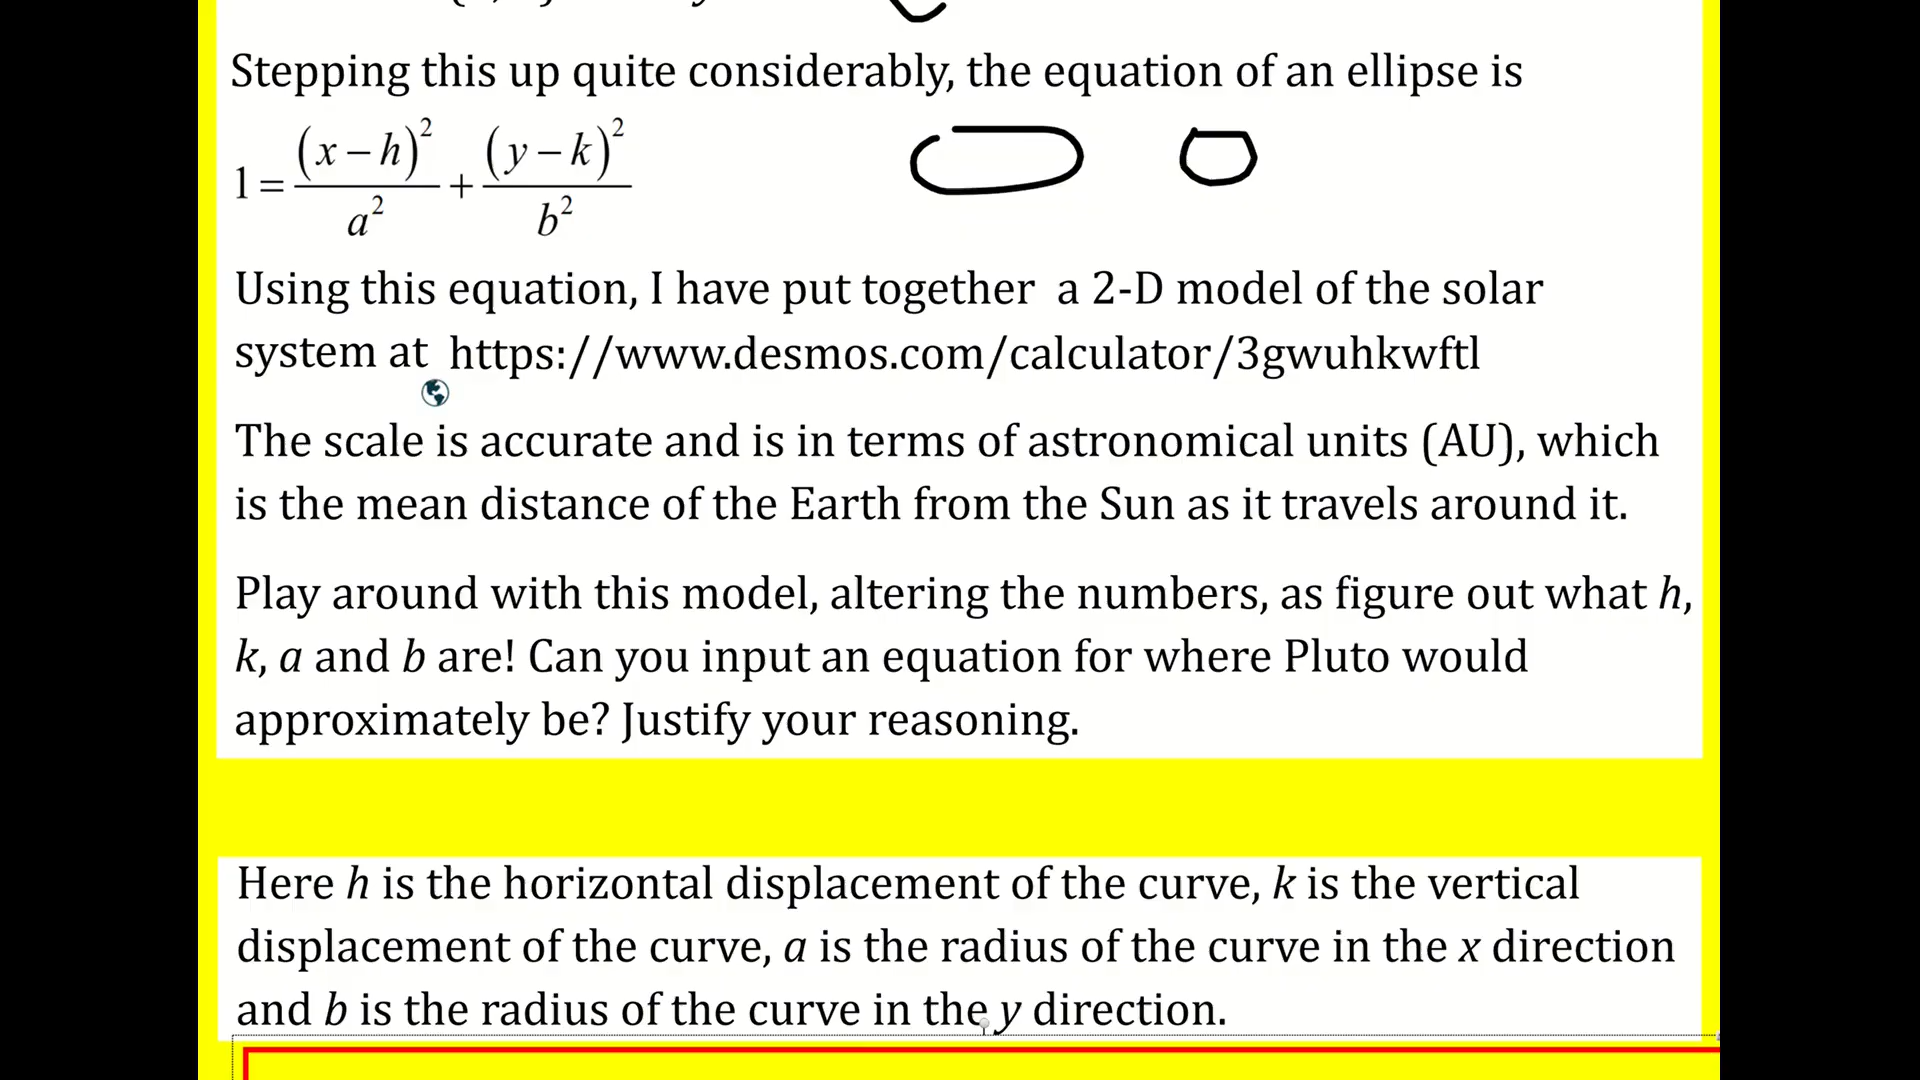 Stepping this up quite considerably, the equation of an ellipse is
1 = (x − h)²/a² + (y − k)²/b²
Using this equation, I have put together a 2-D model of the solar
system at https://www.desmos.com/calculator/3gwuhkwftl
The scale is accurate and is in terms of astronomical units (AU), which
is the mean distance of the Earth from the Sun as it travels around it.
Play around with this model, altering the numbers, as figure out what h,
k, a and b are! Can you input an equation for where Pluto would
approximately be? Justify your reasoning.
Here h is the horizontal displacement of the curve, k is the vertical
displacement of the curve, a is the radius of the curve in the x direction
and b is the radius of the curve in the y direction.